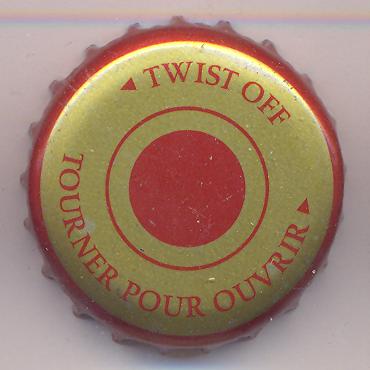 ◄ TWIST OFF
TOURNER POUR OUVRIR ►